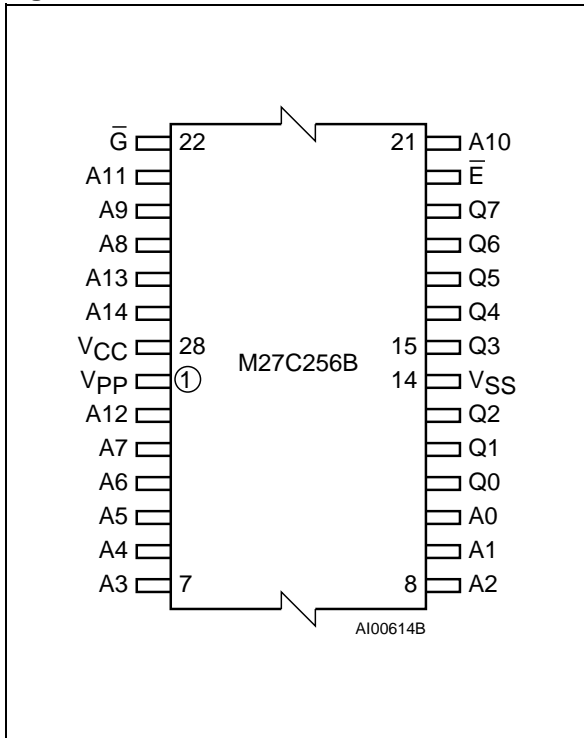 G̅ 22 21 A10
A11 E̅
A9 Q7
A8 Q6
A13 Q5
A14 Q4
VCC 28 15 Q3
M27C256B
VPP 1 14 VSS
A12 Q2
A7 Q1
A6 Q0
A5 A0
A4 A1
A3 7 8 A2
AI00614B